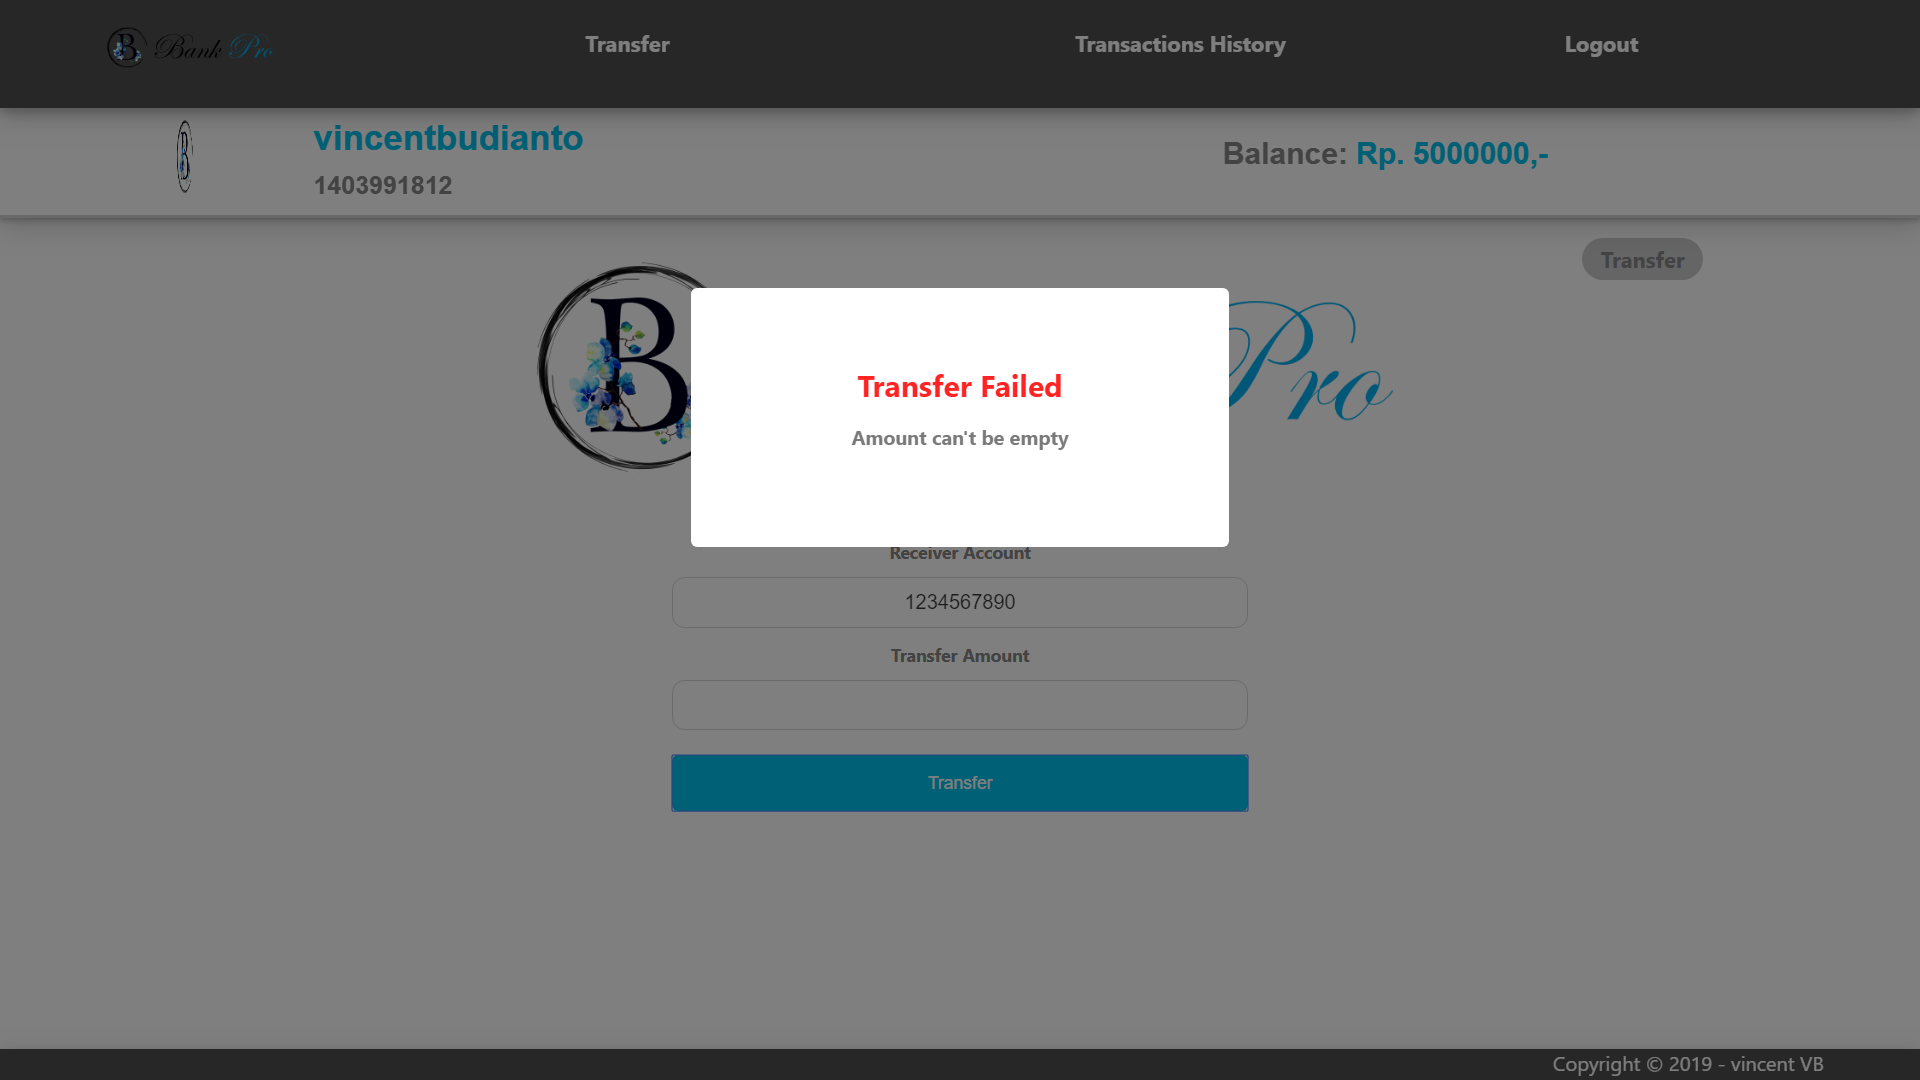 B Bank Pro
Transfer
Transactions History
Logout
B
vincentbudianto
1403991812
Balance: Rp. 5000000,-
Transfer
B
Pro
Transfer Failed
Amount can't be empty
Receiver Account
1234567890
Transfer Amount
Transfer
Copyright © 2019 - vincent VB